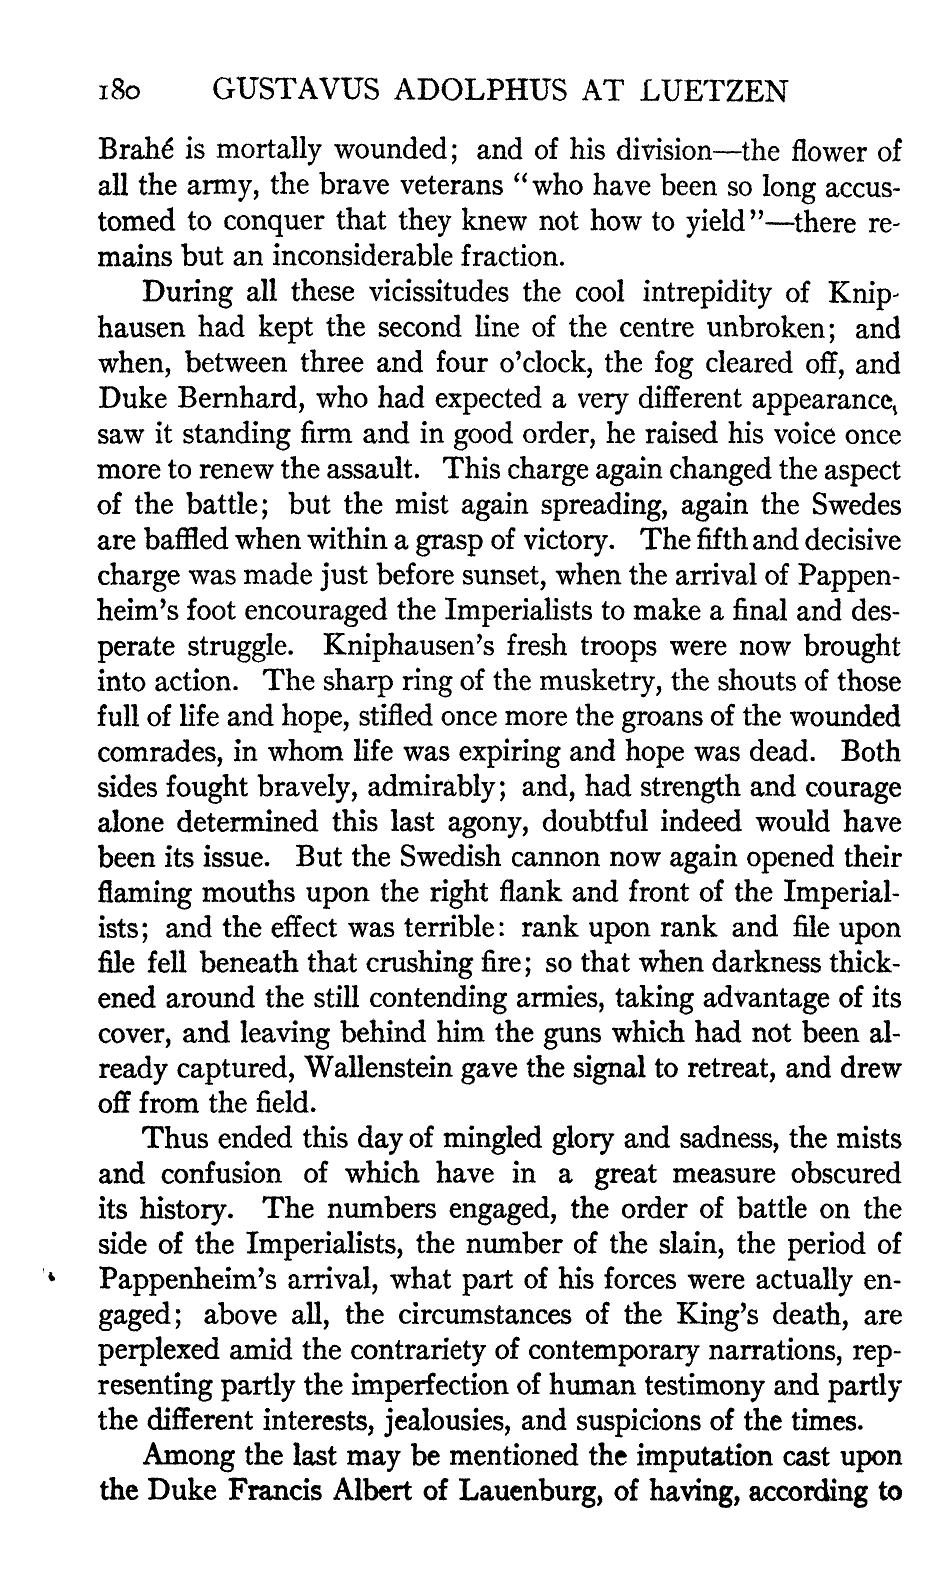 180 GUSTAVUS ADOLPHUS AT LUETZEN
Brahé is mortally wounded; and of his division—the flower of
all the army, the brave veterans "who have been so long accus-
tomed to conquer that they knew not how to yield"—there re-
mains but an inconsiderable fraction.
During all these vicissitudes the cool intrepidity of Knip-
hausen had kept the second line of the centre unbroken; and
when, between three and four o'clock, the fog cleared off, and
Duke Bernhard, who had expected a very different appearance,
saw it standing firm and in good order, he raised his voice once
more to renew the assault. This charge again changed the aspect
of the battle; but the mist again spreading, again the Swedes
are baffled when within a grasp of victory. The fifth and decisive
charge was made just before sunset, when the arrival of Pappen-
heim's foot encouraged the Imperialists to make a final and des-
perate struggle. Kniphausen's fresh troops were now brought
into action. The sharp ring of the musketry, the shouts of those
full of life and hope, stifled once more the groans of the wounded
comrades, in whom life was expiring and hope was dead. Both
sides fought bravely, admirably; and, had strength and courage
alone determined this last agony, doubtful indeed would have
been its issue. But the Swedish cannon now again opened their
flaming mouths upon the right flank and front of the Imperial-
ists; and the effect was terrible: rank upon rank and file upon
file fell beneath that crushing fire; so that when darkness thick-
ened around the still contending armies, taking advantage of its
cover, and leaving behind him the guns which had not been al-
ready captured, Wallenstein gave the signal to retreat, and drew
off from the field.
Thus ended this day of mingled glory and sadness, the mists
and confusion of which have in a great measure obscured
its history. The numbers engaged, the order of battle on the
side of the Imperialists, the number of the slain, the period of
Pappenheim's arrival, what part of his forces were actually en-
gaged; above all, the circumstances of the King's death, are
perplexed amid the contrariety of contemporary narrations, rep-
resenting partly the imperfection of human testimony and partly
the different interests, jealousies, and suspicions of the times.
Among the last may be mentioned the imputation cast upon
the Duke Francis Albert of Lauenburg, of having, according to